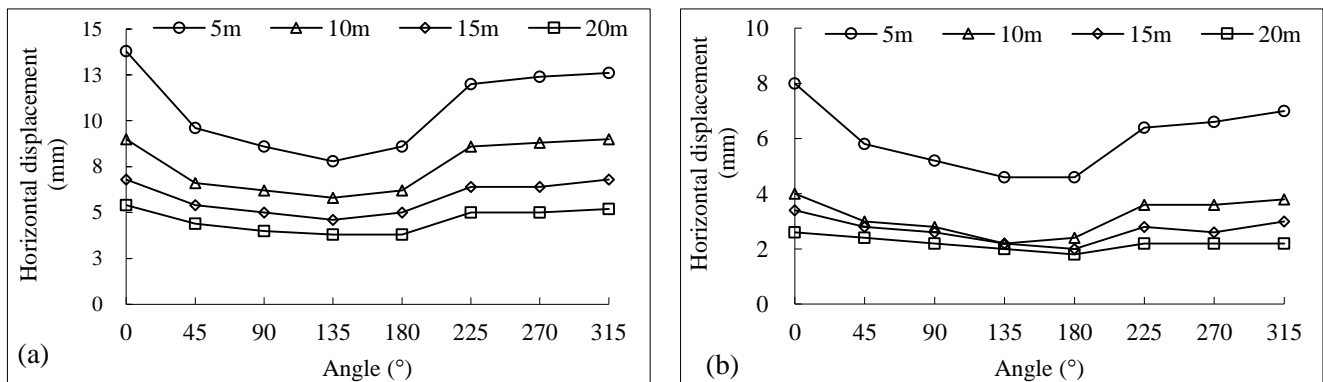 15
13
10
8
5
3
0
Horizontal displacement
(mm)
5m 10m 15m 20m
0 45 90 135 180 225 270 315
Angle (°)
(a)
10
8
6
4
2
0
Horizontal displacement
(mm)
5m 10m 15m 20m
0 45 90 135 180 225 270 315
Angle (°)
(b)